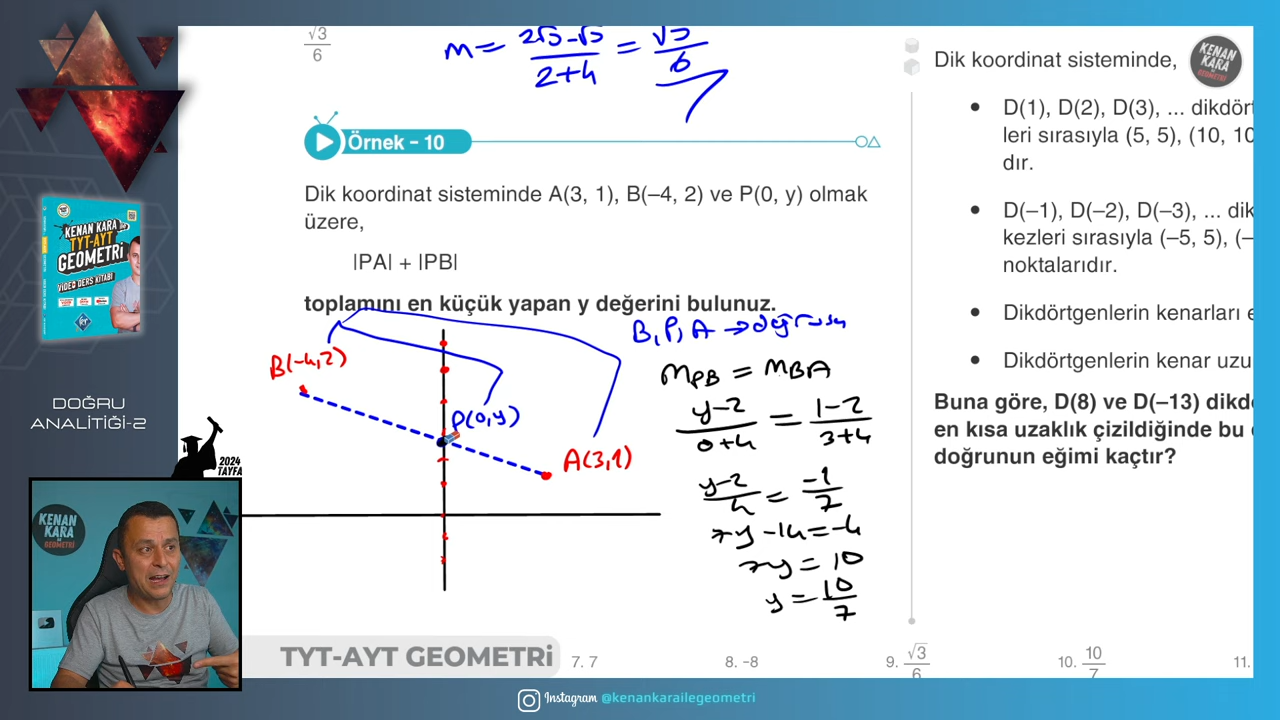 √3
6
m = 2√3-√3 / 2+4 = √3 / 6
Örnek - 10
Dik koordinat sisteminde A(3, 1), B(–4, 2) ve P(0, y) olmak
üzere,
|PA| + |PB|
toplamını en küçük yapan y değerini bulunuz.
B(-4,2)
P(0,y)
A(3,1)
B, P, A → doğrusu
mPB = mBA
y-2 / 0+4 = 1-2 / 3+4
y-2 / 4 = -1 / 7
7y-14=-4
7y = 10
y = 10 / 7
Dik koordinat sisteminde,
KENAN
KARA
GEOMETRİ
• D(1), D(2), D(3), ... dikdört
leri sırasıyla (5, 5), (10, 10
dır.
• D(–1), D(–2), D(–3), ... dik
kezleri sırasıyla (–5, 5), (–
noktalarıdır.
• Dikdörtgenlerin kenarları e
• Dikdörtgenlerin kenar uzu
Buna göre, D(8) ve D(–13) dikd
en kısa uzaklık çizildiğinde bu
doğrunun eğimi kaçtır?
KENAN KARA
TYT-AYT
GEOMETRİ
VİDEO DERS KİTABI
DOĞRU
ANALİTİĞİ-2
2024
TAYFA
KENAN
KARA
GEOMETRİ
TYT-AYT GEOMETRİ
7. 7
8. -8
9. √3 / 6
10. 10 / 7
11.
Instagram @kenankarailegeometri